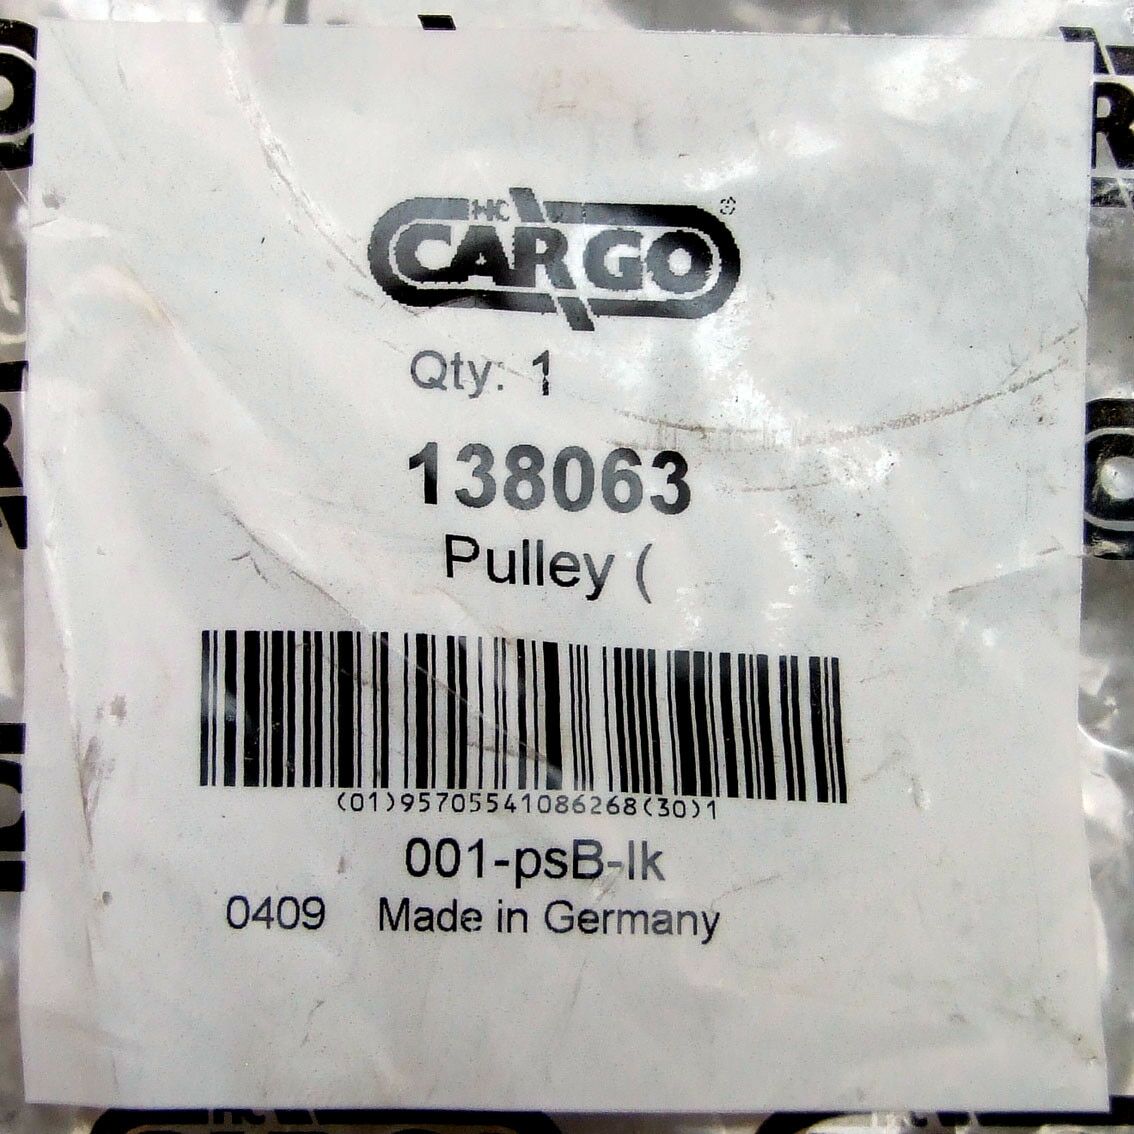 HC
CARGO®
Qty: 1
138063
Pulley (
(01)95705541086268(30)1
001-psB-lk
0409 Made in Germany